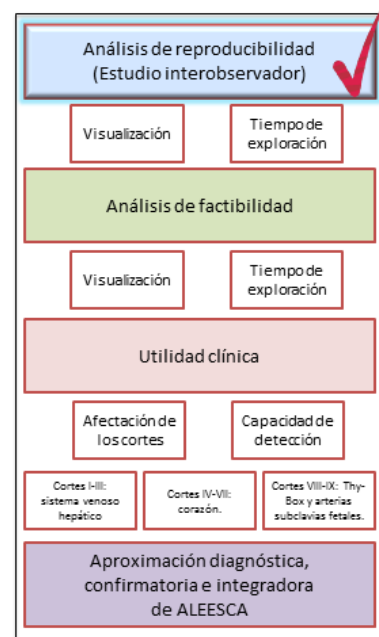 Análisis de reproducibilidad
(Estudio interobservador)
Visualización
Tiempo de
exploración
Análisis de factibilidad
Visualización
Tiempo de
exploración
Utilidad clínica
Afectación de
los cortes
Capacidad de
detección
Cortes I-III:
sistema venoso
hepático
Cortes IV-VII:
corazón.
Cortes VIII-IX: Thy-
Box y arterias
subclavias fetales.
Aproximación diagnóstica,
confirmatoria e integradora
de ALEESCA